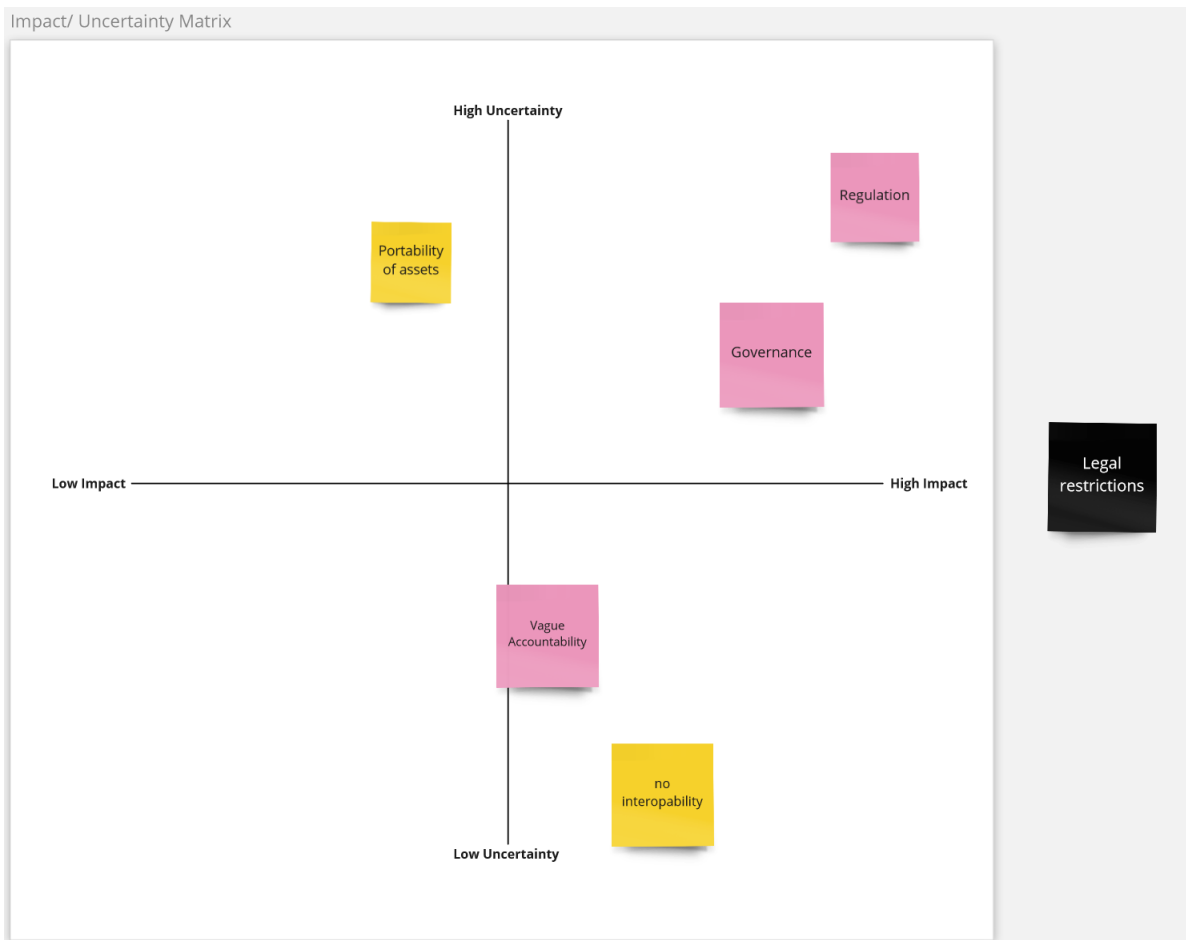 Impact/ Uncertainty Matrix
High Uncertainty
Regulation
Portability
of assets
Governance
Low Impact
High Impact
Legal
restrictions
Vague
Accountability
no
interopability
Low Uncertainty